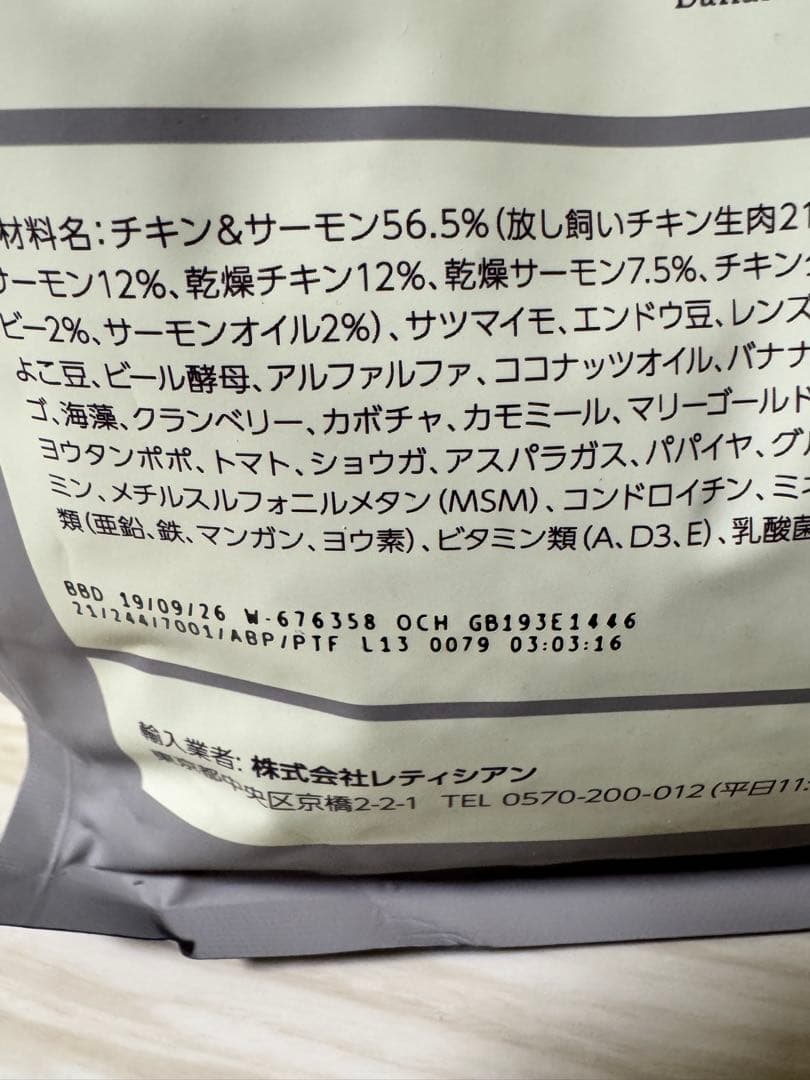 材料名:チキン&サーモン56.5%(放し飼いチキン生肉21
サーモン12%、乾燥チキン12%、乾燥サーモン7.5%、チキン
ビー2%、サーモンオイル2%)、サツマイモ、エンドウ豆、レンズ
よこ豆、ビール酵母、アルファルファ、ココナッツオイル、バナナ
ゴ、海藻、クランベリー、カボチャ、カモミール、マリーゴールド
ヨウタンポポ、トマト、ショウガ、アスパラガス、パパイヤ、グル
ミン、メチルスルフォニルメタン(MSM)、コンドロイチン、ミネ
類(亜鉛、鉄、マンガン、ヨウ素)、ビタミン類(A、D3、E)、乳酸菌
BBD 19/09/26 W-676358 OCH GB193E1446
21/244/7001/ABP/PTF L13 0079 03:03:16
輸入業者:株式会社レティシアン
東京都中央区京橋2-2-1 TEL 0570-200-012(平日11: